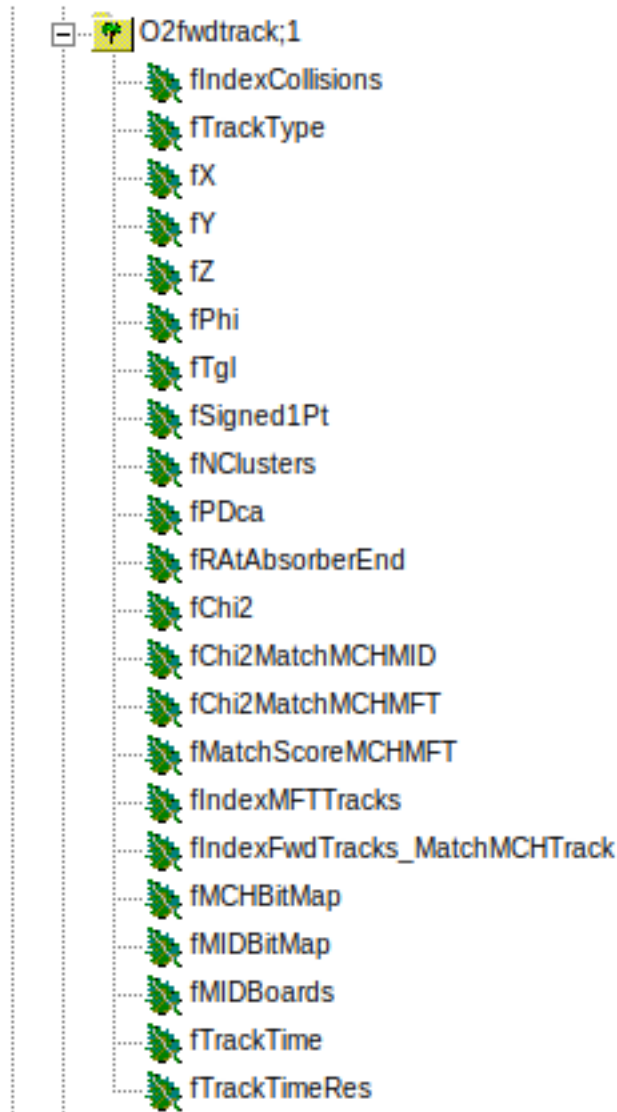 O2fwdtrack;1
fIndexCollisions
fTrackType
fX
fY
fZ
fPhi
fTgl
fSigned1Pt
fNClusters
fPDca
fRAtAbsorberEnd
fChi2
fChi2MatchMCHMID
fChi2MatchMCHMFT
fMatchScoreMCHMFT
fIndexMFTTracks
fIndexFwdTracks_MatchMCHTrack
fMCHBitMap
fMIDBitMap
fMIDBoards
fTrackTime
fTrackTimeRes